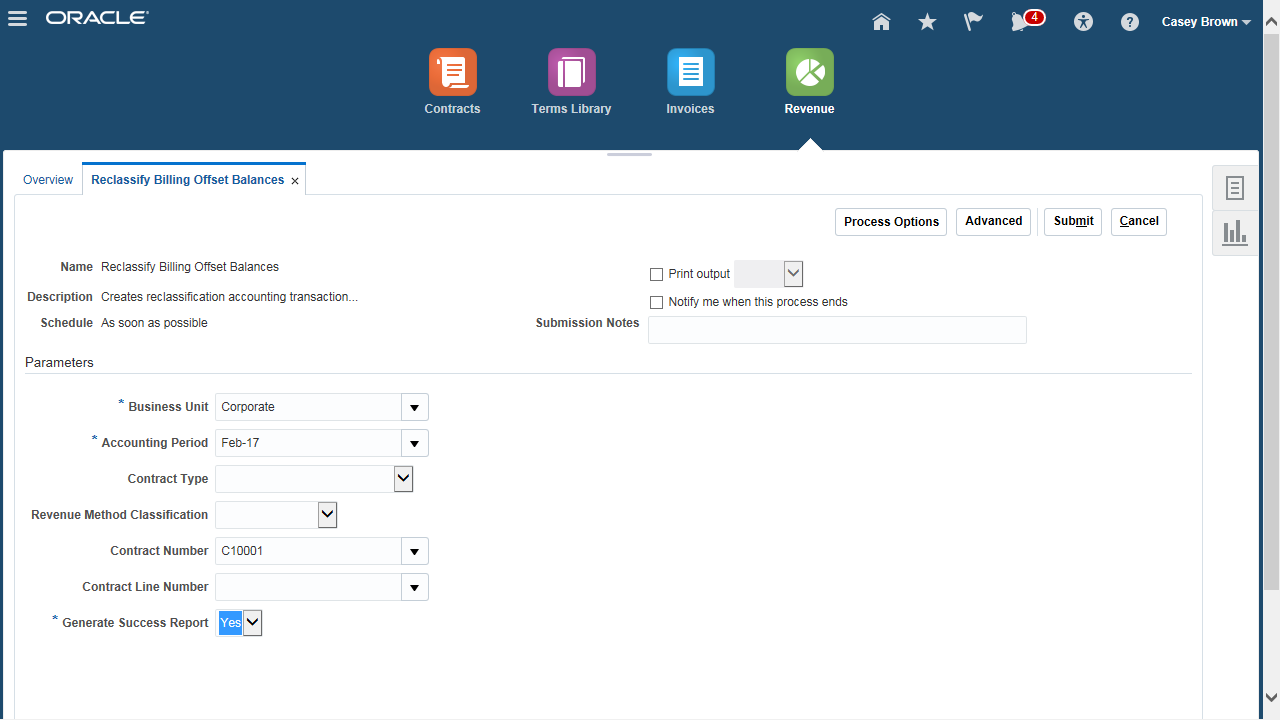 ORACLE
4
Casey Brown
Contracts
Terms Library
Invoices
Revenue
Overview
Reclassify Billing Offset Balances
Process Options
Advanced
Submit
Cancel
Name Reclassify Billing Offset Balances
Print output
Description Creates reclassification accounting transaction...
Notify me when this process ends
Schedule As soon as possible
Submission Notes
Parameters
* Business Unit Corporate
* Accounting Period Feb-17
Contract Type
Revenue Method Classification
Contract Number C10001
Contract Line Number
* Generate Success Report Yes